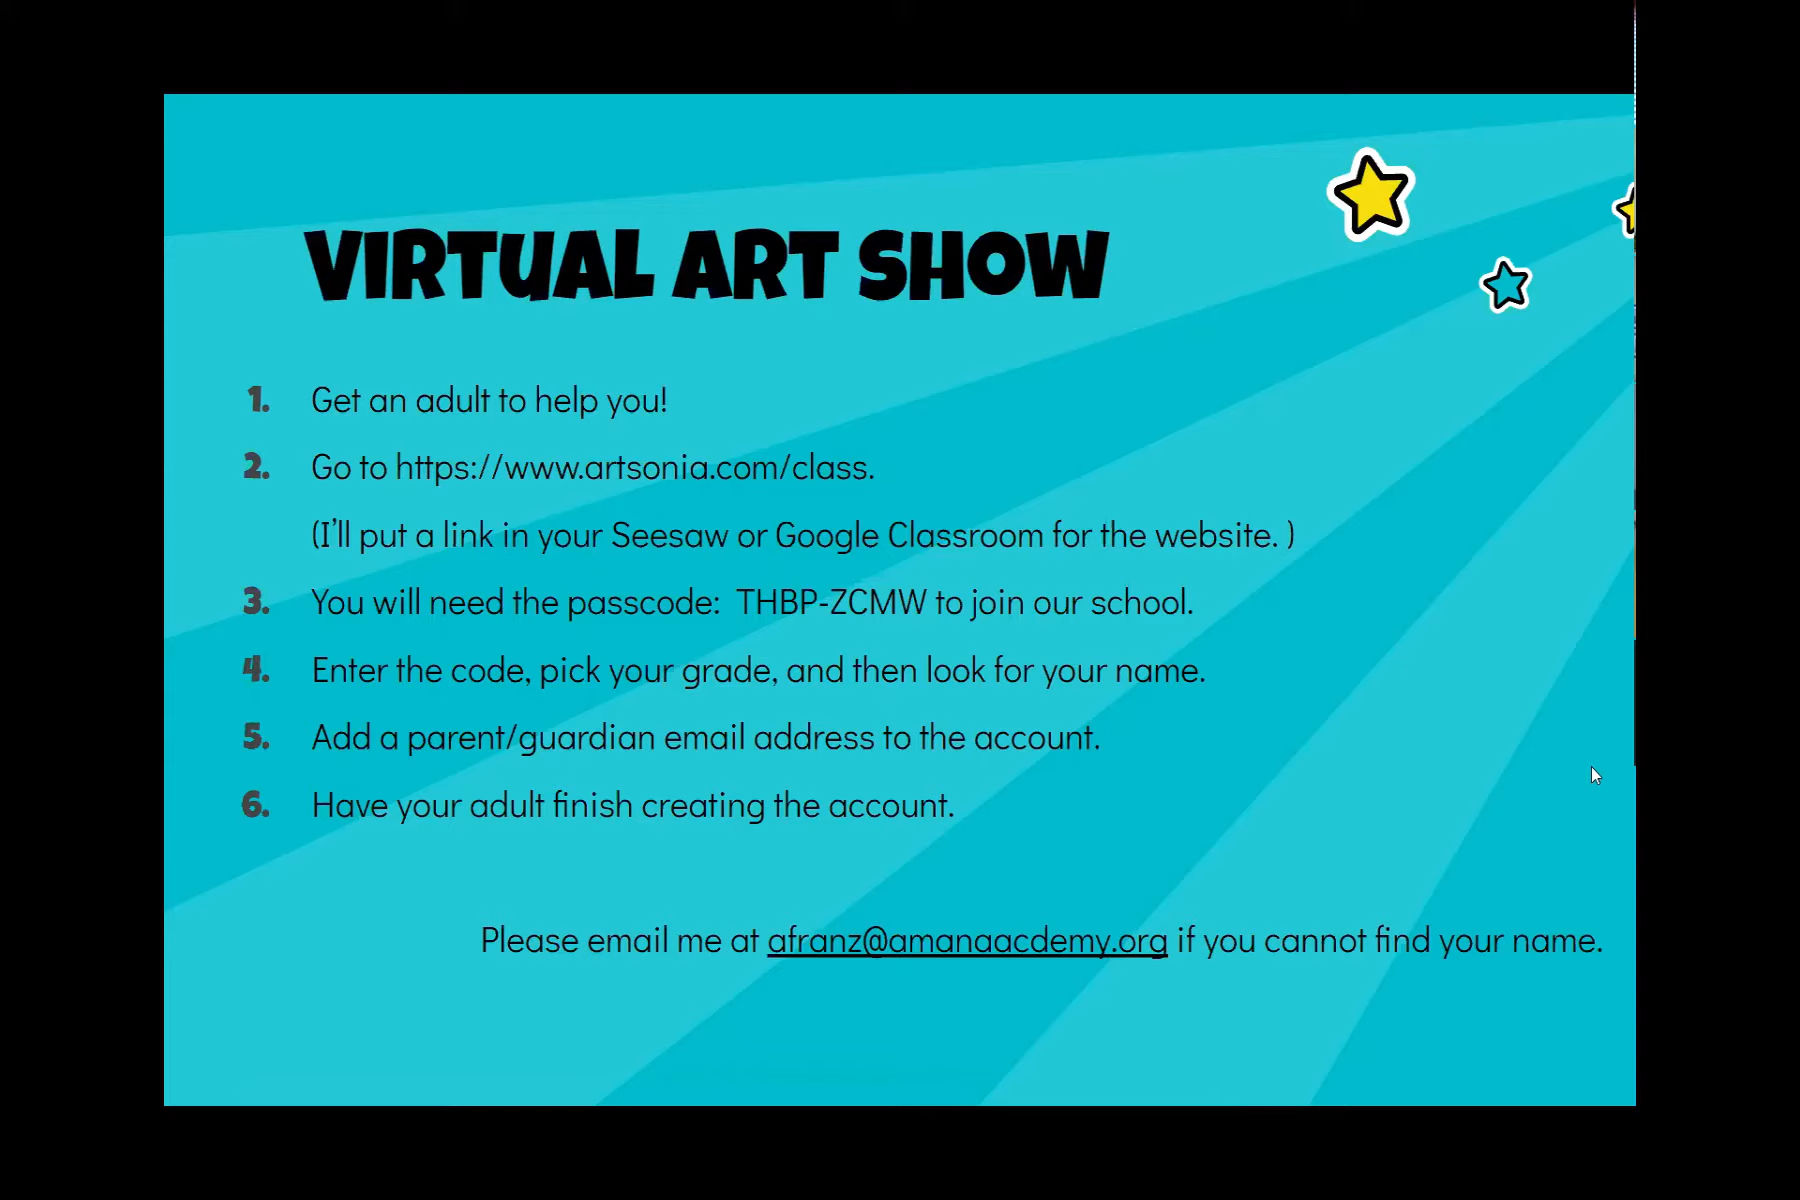 VIRTUAL ART SHOW
1. Get an adult to help you!
2. Go to https://www.artsonia.com/class.
(I'll put a link in your Seesaw or Google Classroom for the website. )
3. You will need the passcode:  THBP-ZCMW to join our school.
4. Enter the code, pick your grade, and then look for your name.
5. Add a parent/guardian email address to the account.
6. Have your adult finish creating the account.
Please email me at afranz@amanaacdemy.org if you cannot find your name.